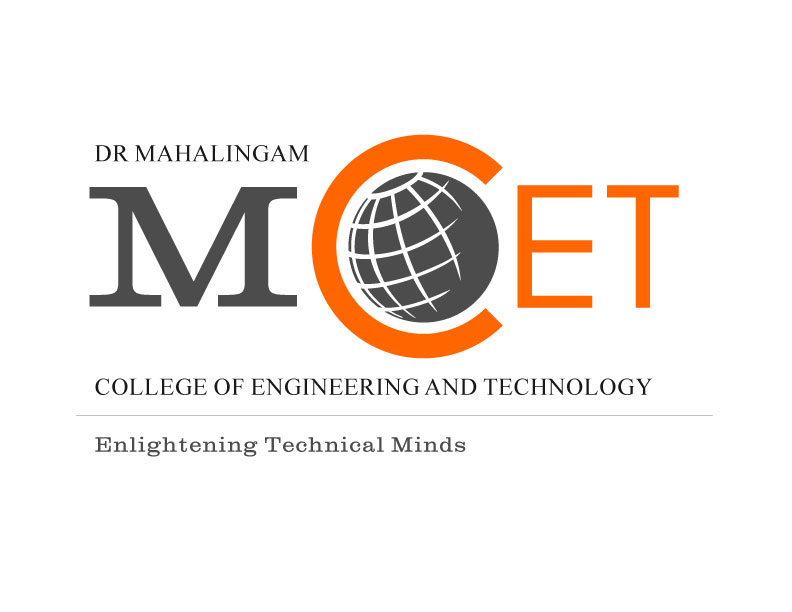 DR MAHALINGAM
MCET
COLLEGE OF ENGINEERING AND TECHNOLOGY
Enlightening Technical Minds